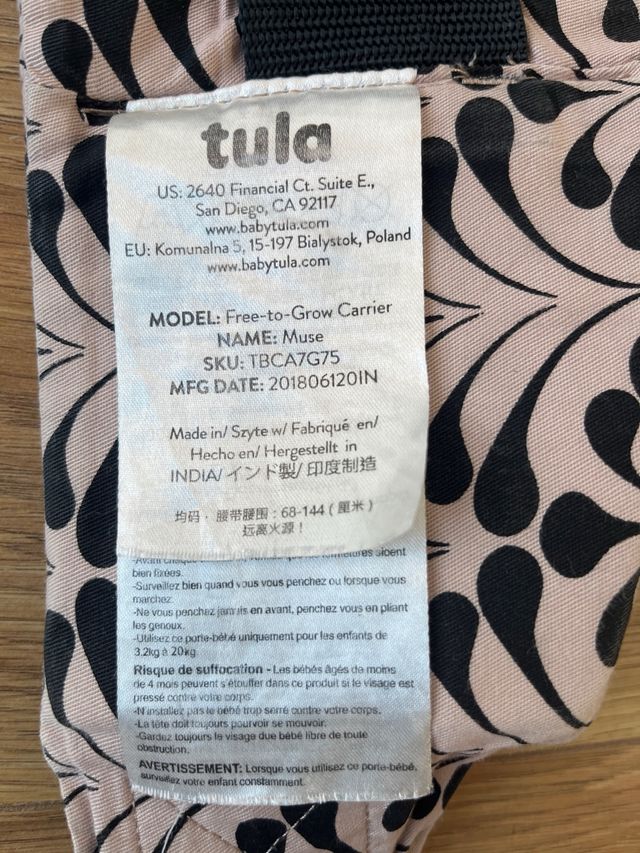 tula
US: 2640 Financial Ct. Suite E.,
San Diego, CA 92117
www.babytula.com
EU: Komunalna 5, 15-197 Bialystok, Poland
www.babytula.com
MODEL: Free-to-Grow Carrier
NAME: Muse
SKU: TBCA7G75
MFG DATE: 201806120IN
Made in/ Szyte w/ Fabriqué en/
Hecho en/ Hergestellt in
INDIA/インド製/印度制造
均码 · 腰带腰围：68-144（厘米）
远离火源！
-Avant soient
bien fixées.
-Surveillez bien quand vous vous penchez ou lorsque vous
marchez.
-Ne vous penchez jamais en avant, penchez vous en pliant
les genoux.
-Utilisez ce porte-bébé uniquement pour les enfants de
3,2kg à 20kg.
Risque de suffocation - Les bébés âgés de moins
de 4 mois peuvent s'étouffer dans ce produit si le visage est
pressé contre votre corps.
-N'installez pas le bébé trop serré contre votre corps.
-La tête doit toujours pourvoir se mouvoir.
-Gardez toujours le visage due bébé libre de toute
obstruction.
AVERTISSEMENT: Lorsque vous utilisez ce porte-bébé,
surveillez votre enfant constamment.